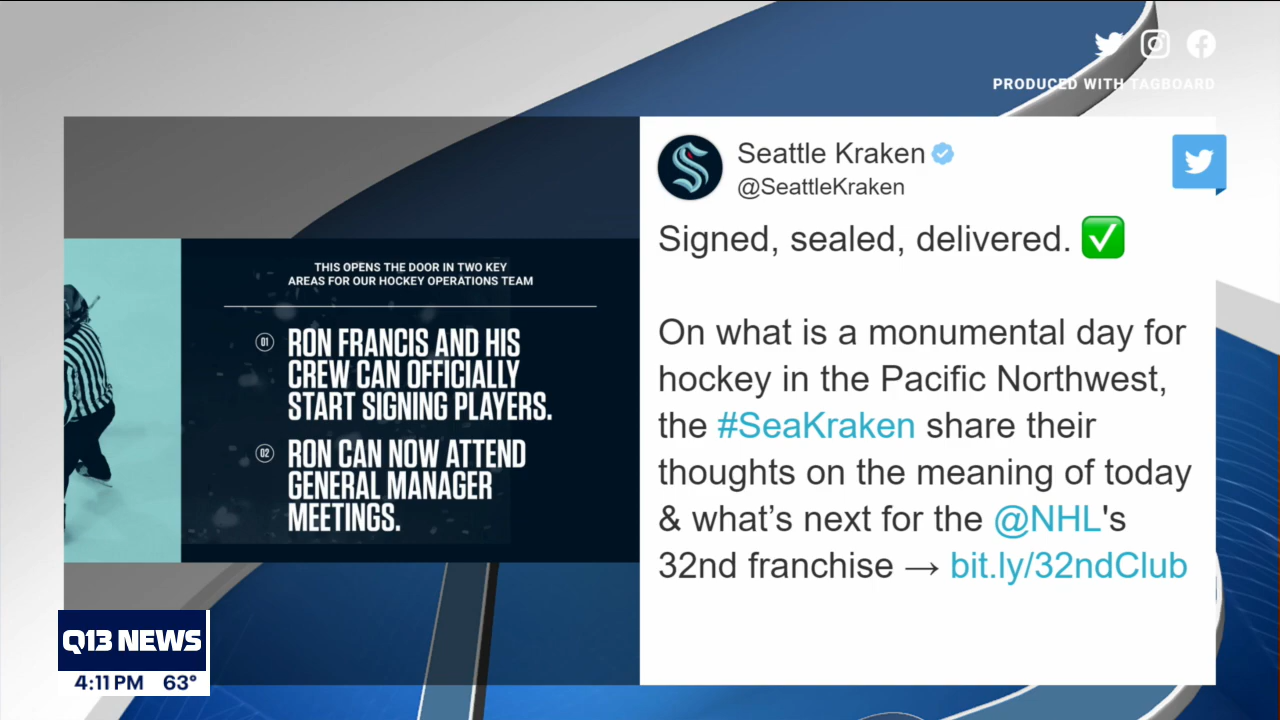 PRODUCED WITH TAGBOARD
THIS OPENS THE DOOR IN TWO KEY
AREAS FOR OUR HOCKEY OPERATIONS TEAM
01 RON FRANCIS AND HIS
CREW CAN OFFICIALLY
START SIGNING PLAYERS.
02 RON CAN NOW ATTEND
GENERAL MANAGER
MEETINGS.
Seattle Kraken
@SeattleKraken
Signed, sealed, delivered. ✅
On what is a monumental day for
hockey in the Pacific Northwest,
the #SeaKraken share their
thoughts on the meaning of today
& what’s next for the @NHL's
32nd franchise → bit.ly/32ndClub
Q13 NEWS
4:11 PM 63°